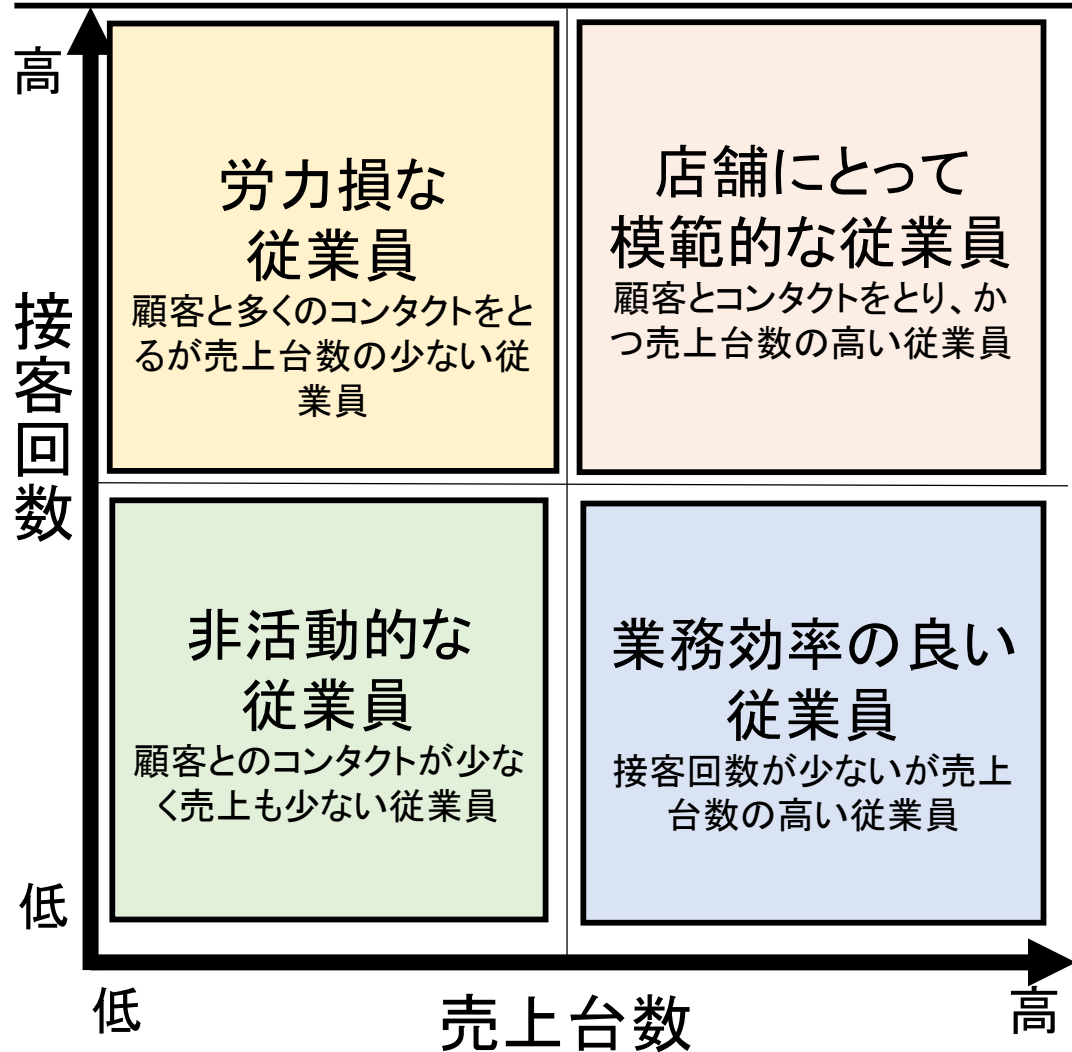 高
接客回数
低
労力損な
従業員
顧客と多くのコンタクトをと
るが売上台数の少ない従
業員
店舗にとって
模範的な従業員
顧客とコンタクトをとり、か
つ売上台数の高い従業員
非活動的な
従業員
顧客とのコンタクトが少な
く売上も少ない従業員
業務効率の良い
従業員
接客回数が少ないが売上
台数の高い従業員
低
売上台数
高